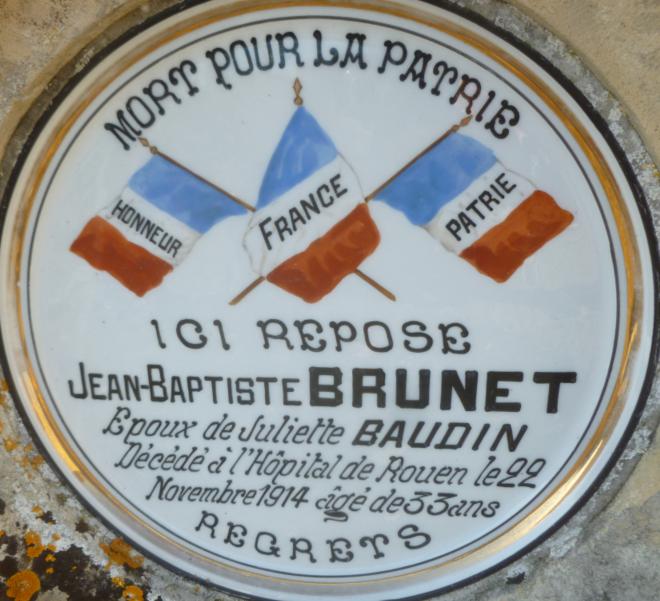 MORT POUR LA PATRIE
HONNEUR
FRANCE
PATRIE
ICI REPOSE
JEAN-BAPTISTE BRUNET
Epoux de Juliette BAUDIN
Décédé à l'Hôpital de Rouen le 22
Novembre 1914 âgé de 33 ans
REGRETS